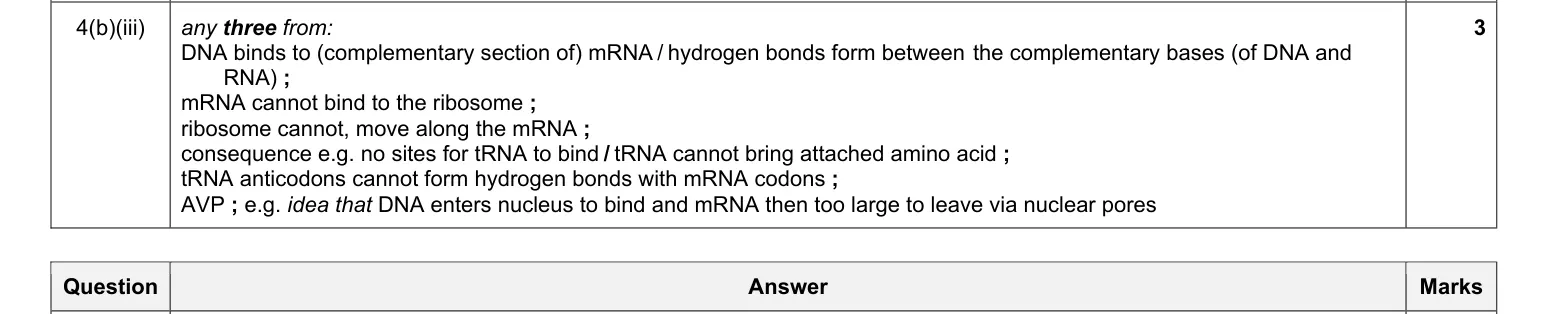 4(b)(iii) any three from: 3
DNA binds to (complementary section of) mRNA / hydrogen bonds form between the complementary bases (of DNA and
RNA) ;
mRNA cannot bind to the ribosome ;
ribosome cannot, move along the mRNA ;
consequence e.g. no sites for tRNA to bind / tRNA cannot bring attached amino acid ;
tRNA anticodons cannot form hydrogen bonds with mRNA codons ;
AVP ; e.g. idea that DNA enters nucleus to bind and mRNA then too large to leave via nuclear pores
Question Answer Marks